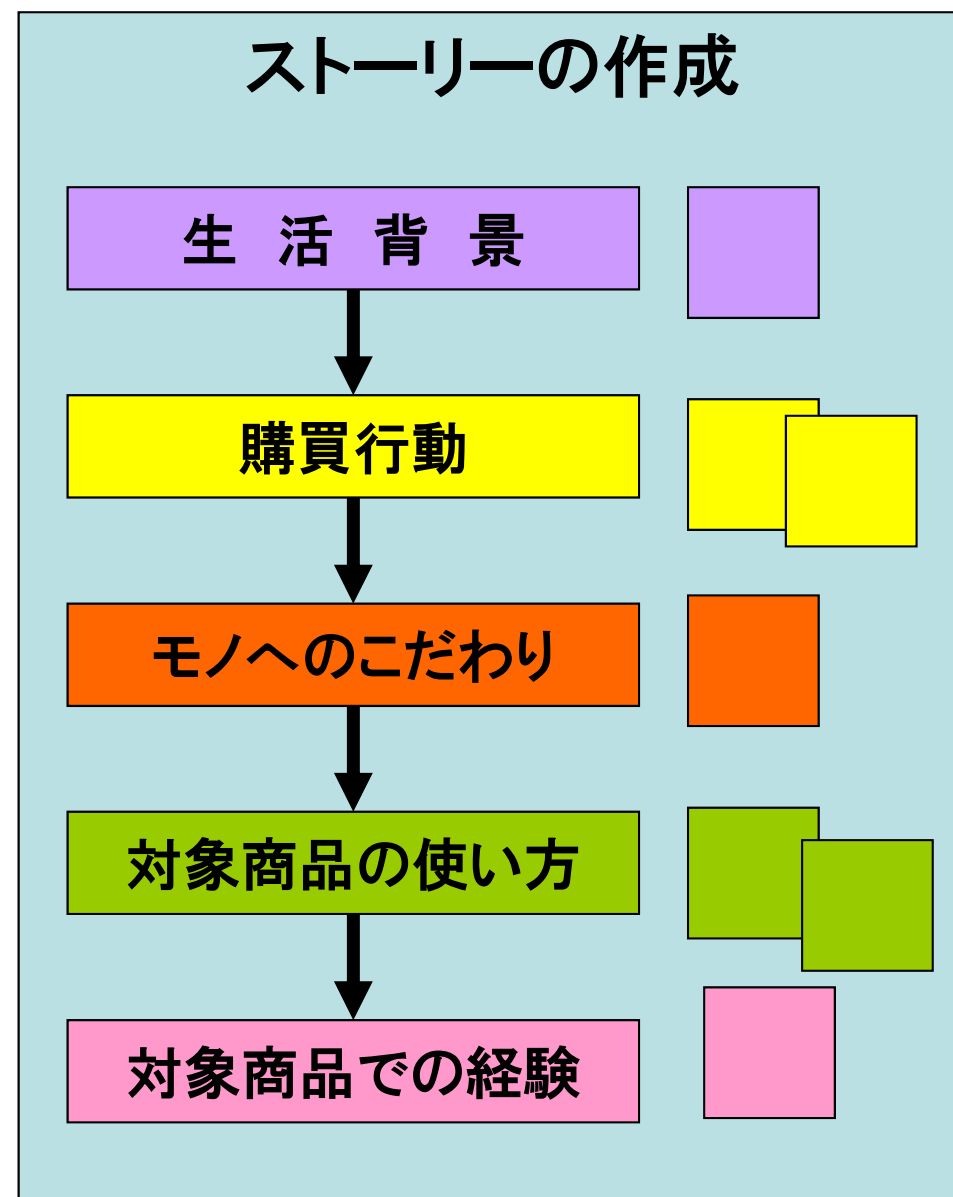 ストーリーの作成
生　活　背　景
購買行動
モノへのこだわり
対象商品の使い方
対象商品での経験